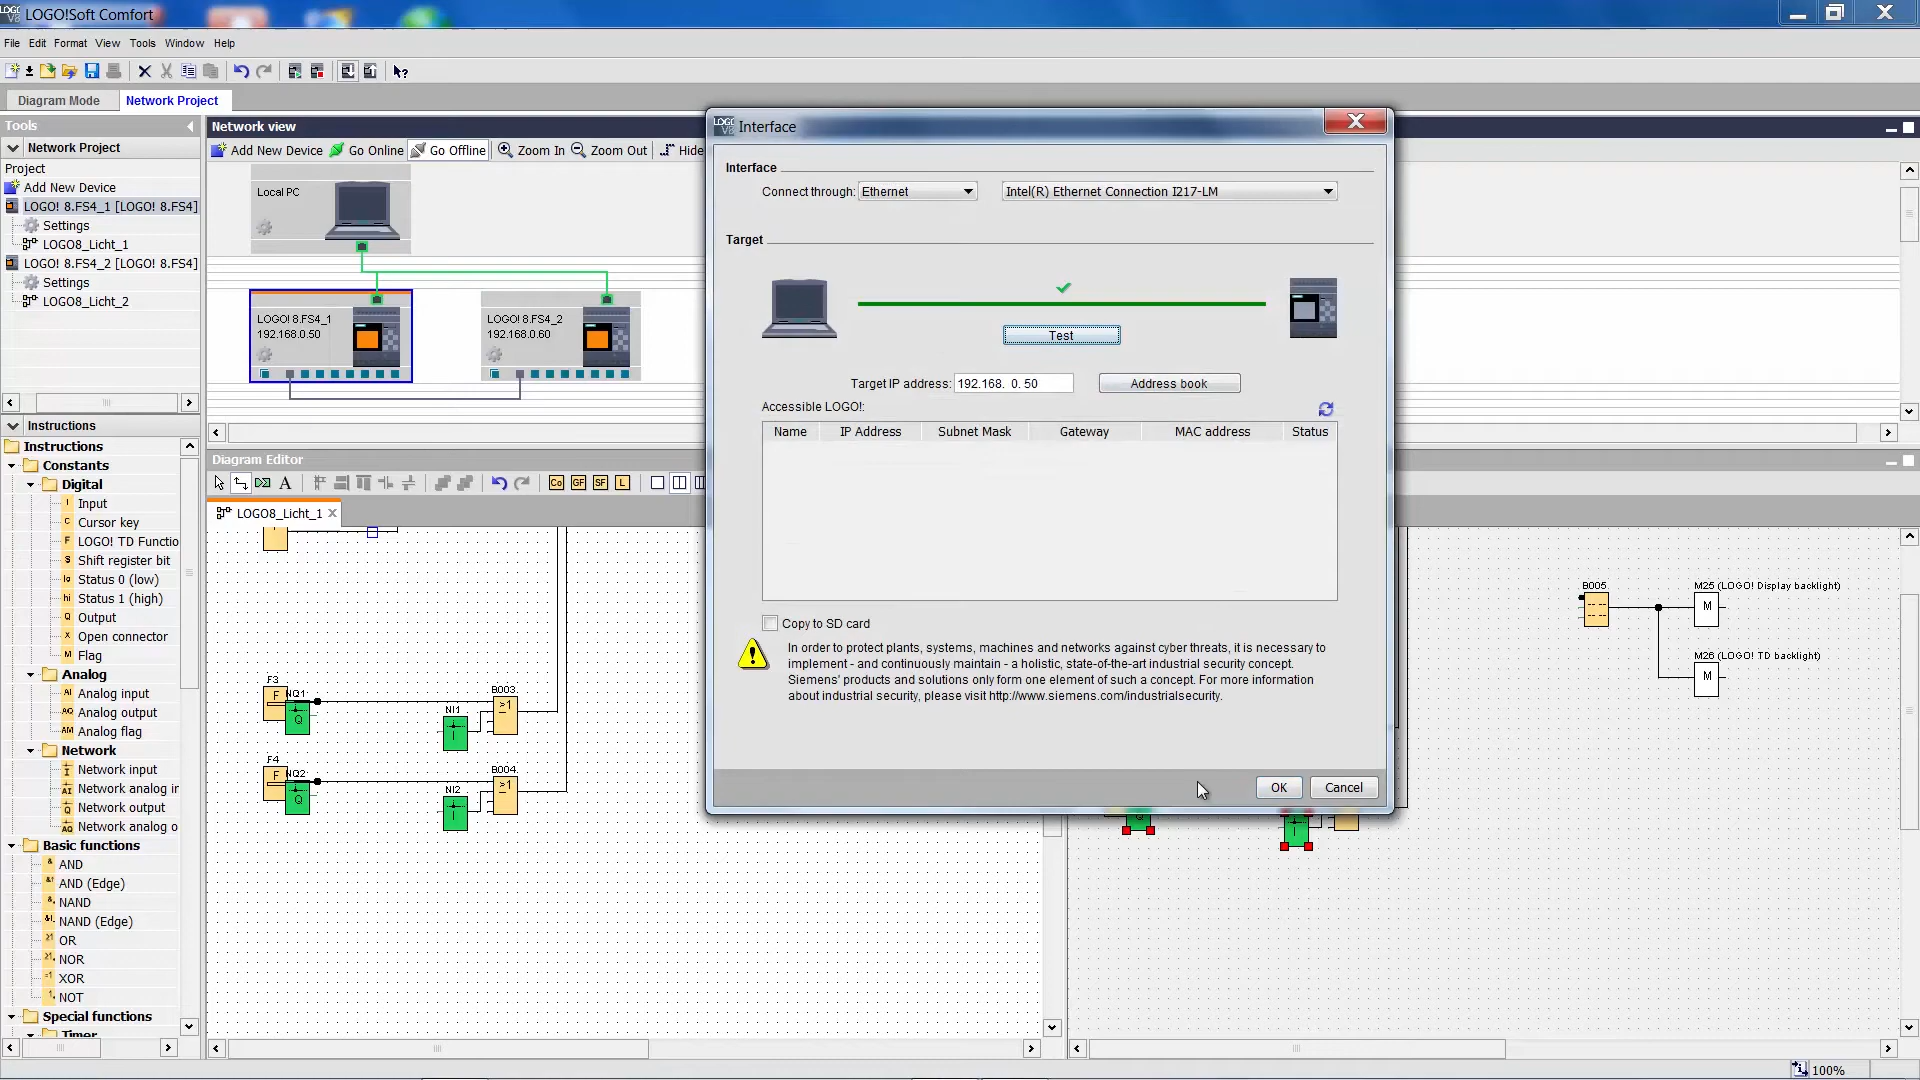 LOGO!Soft Comfort
File Edit Format View Tools Window Help
Diagram Mode
Network Project
Tools
Network Project
Project
Add New Device
LOGO! 8.FS4_1 [LOGO! 8.FS4]
Settings
LOGO8_Licht_1
LOGO! 8.FS4_2 [LOGO! 8.FS4]
Settings
LOGO8_Licht_2
Instructions
Instructions
Constants
Digital
Input
Cursor key
LOGO! TD Functio
Shift register bit
Status 0 (low)
Status 1 (high)
Output
Open connector
Flag
Analog
Analog input
Analog output
Analog flag
Network
Network input
Network analog ir
Network output
Network analog o
Basic functions
AND
AND (Edge)
NAND
NAND (Edge)
OR
NOR
XOR
NOT
Special functions
Timer
Network view
Add New Device Go Online Go Offline Zoom In Zoom Out Hide
Local PC
LOGO! 8.FS4_1
192.168.0.50
LOGO! 8.FS4_2
192.168.0.60
Diagram Editor
A Co GF SF L
LOGO8_Licht_1
F3
F
NQ1
Q
NI1
I
B003
>1
F4
F
NQ2
Q
NI2
I
B004
>1
Interface
Interface
Connect through: Ethernet Intel(R) Ethernet Connection I217-LM
Target
Test
Target IP address: 192.168. 0. 50 Address book
Accessible LOGO!:
Name IP Address Subnet Mask Gateway MAC address Status
Copy to SD card
In order to protect plants, systems, machines and networks against cyber threats, it is necessary to
implement - and continuously maintain - a holistic, state-of-the-art industrial security concept.
Siemens' products and solutions only form one element of such a concept. For more information
about industrial security, please visit http://www.siemens.com/industrialsecurity.
OK Cancel
B005
M25 (LOGO! Display backlight)
M
M26 (LOGO! TD backlight)
M
100%